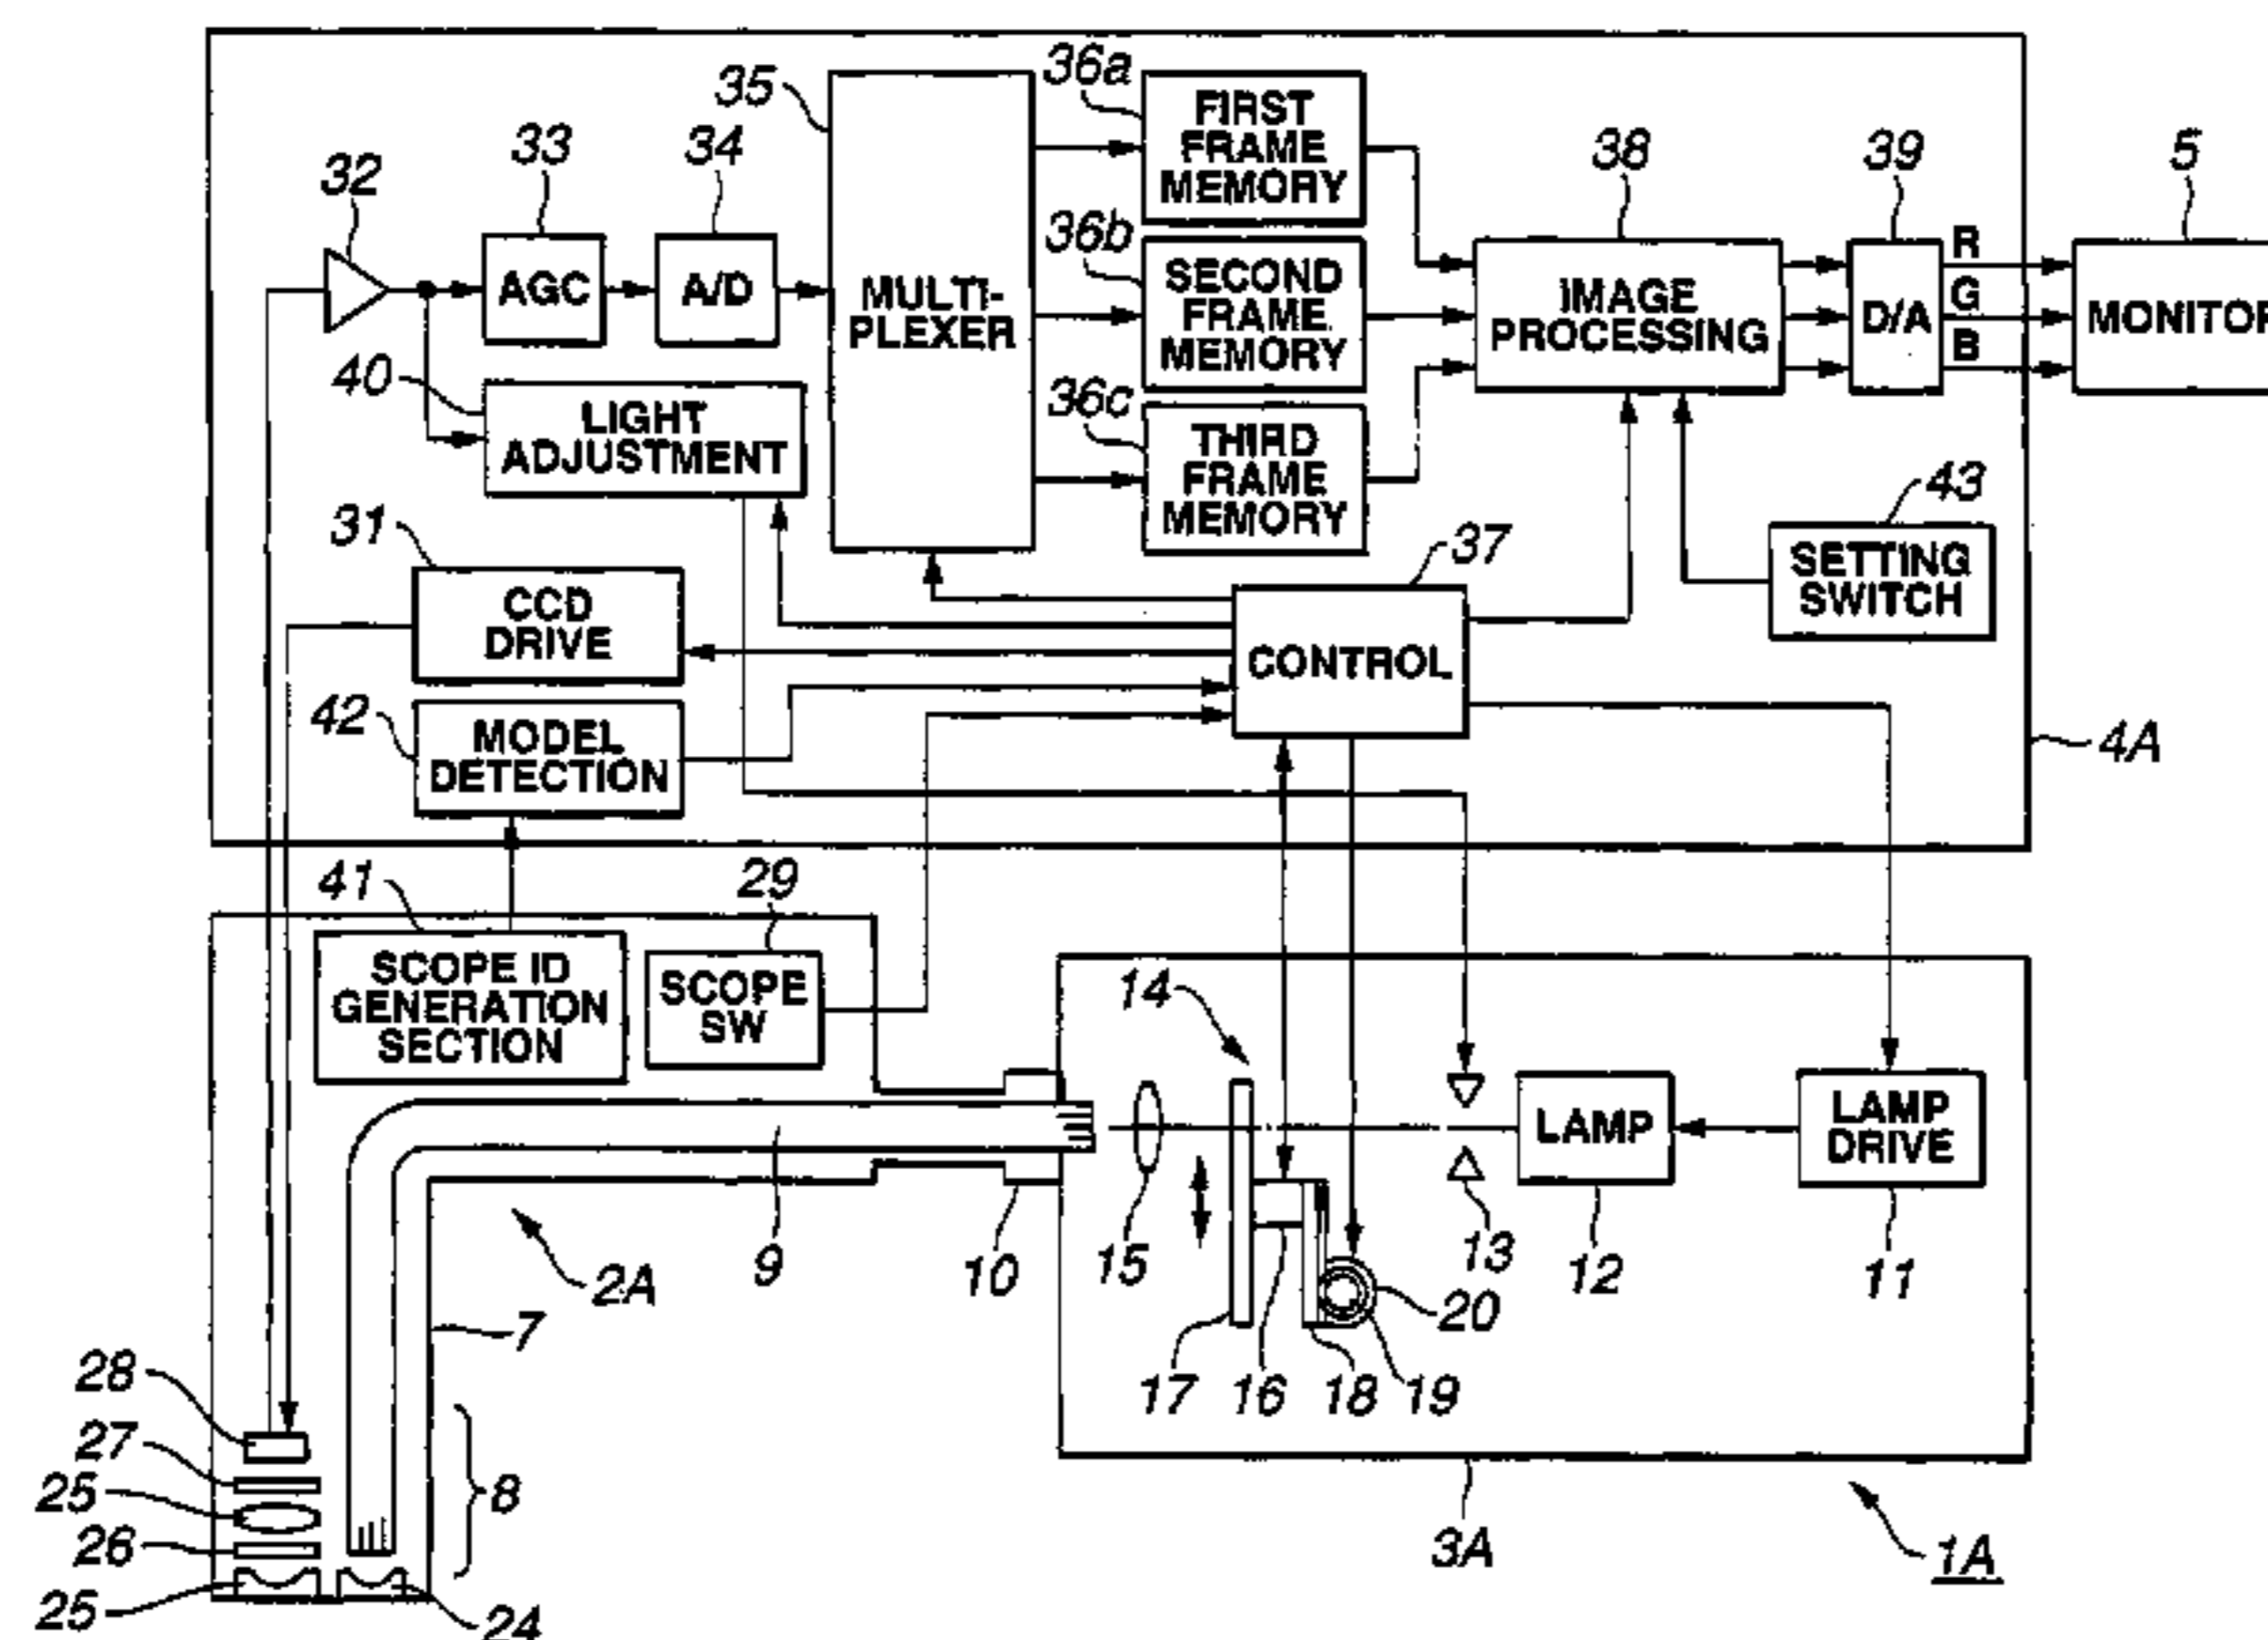 36a
35
FIRST
FRAME
MEMORY
33
34
38
39
5
32
36b
R
AGC
A/D
MULTI-
PLEXER
SECOND
FRAME
MEMORY
IMAGE
PROCESSING
D/A
G
MONITOR
B
40
36c
LIGHT
ADJUSTMENT
THIRD
FRAME
MEMORY
43
31
37
SETTING
SWITCH
CCD
DRIVE
CONTROL
42
MODEL
DETECTION
4A
41
29
SCOPE ID
GENERATION
SECTION
SCOPE
SW
14
LAMP
LAMP
DRIVE
9
10
15
13
12
11
2A
20
7
28
17
16
18
19
27
25
8
26
3A
1A
25
24